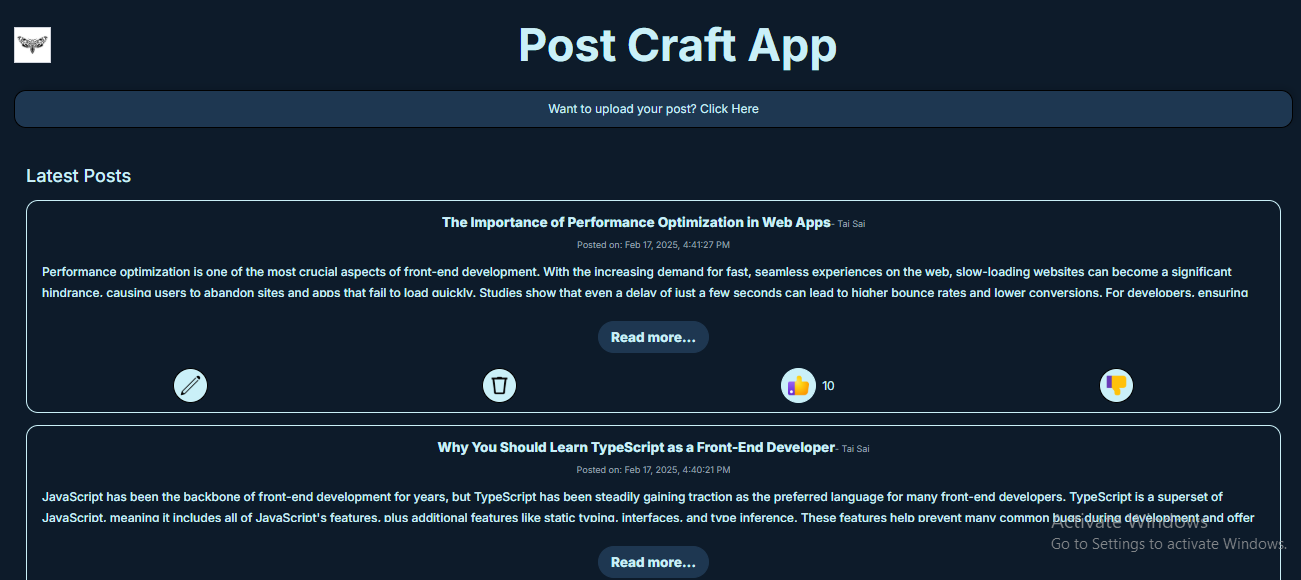 Post Craft App
Want to upload your post? Click Here
Latest Posts
The Importance of Performance Optimization in Web Apps- Tai Sai
Posted on: Feb 17, 2025, 4:41:27 PM
Performance optimization is one of the most crucial aspects of front-end development. With the increasing demand for fast, seamless experiences on the web, slow-loading websites can become a significant
hindrance, causing users to abandon sites and apps that fail to load quickly. Studies show that even a delay of just a few seconds can lead to higher bounce rates and lower conversions. For developers, ensuring
Read more...
10
Why You Should Learn TypeScript as a Front-End Developer- Tai Sai
Posted on: Feb 17, 2025, 4:40:21 PM
JavaScript has been the backbone of front-end development for years, but TypeScript has been steadily gaining traction as the preferred language for many front-end developers. TypeScript is a superset of
JavaScript, meaning it includes all of JavaScript's features, plus additional features like static typing, interfaces, and type inference. These features help prevent many common bugs during development and offer
Activate Windows
Go to Settings to activate Windows.
Read more...